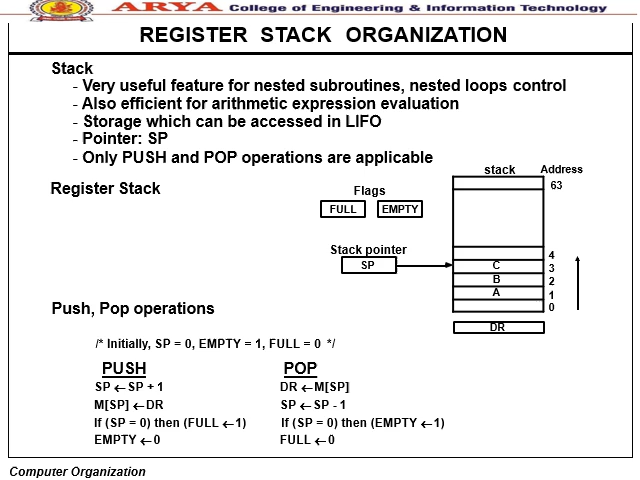 ARYA College of Engineering & Information Technology
REGISTER STACK ORGANIZATION
Stack
- Very useful feature for nested subroutines, nested loops control
- Also efficient for arithmetic expression evaluation
- Storage which can be accessed in LIFO
- Pointer: SP
- Only PUSH and POP operations are applicable
stack Address
63
Register Stack
Flags
FULL EMPTY
Stack pointer
SP
4
C 3
B 2
A 1
0
DR
Push, Pop operations
/* Initially, SP = 0, EMPTY = 1, FULL = 0 */
PUSH POP
SP ← SP + 1 DR ← M[SP]
M[SP] ← DR SP ← SP - 1
If (SP = 0) then (FULL ← 1) If (SP = 0) then (EMPTY ← 1)
EMPTY ← 0 FULL ← 0
Computer Organization